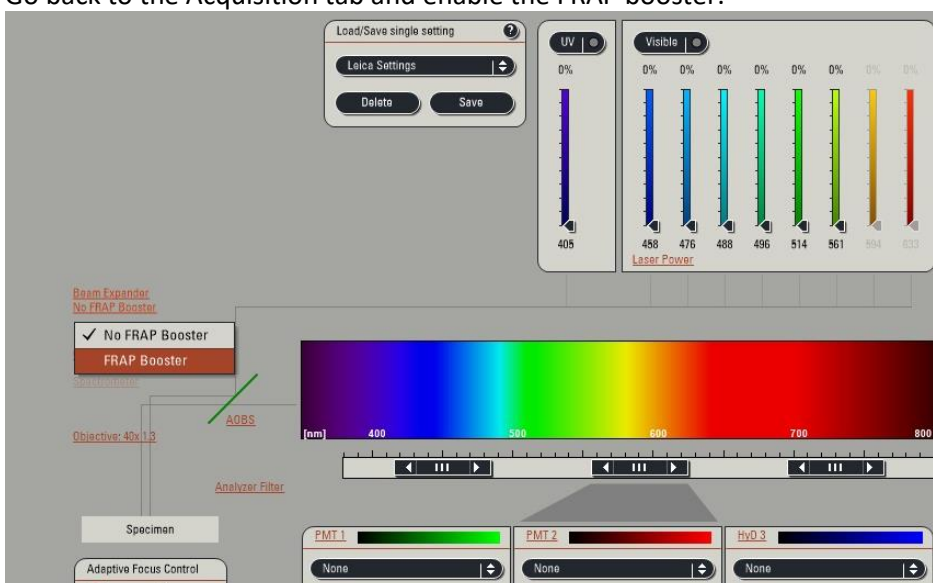 Go back to the Acquisition tab and enable the FRAP booster.
Load/Save single setting ?
Leica Settings
Delete Save
UV
0%
405
Visible
0% 0% 0% 0% 0% 0% 0% 0%
458 476 488 496 514 561 594 633
Laser Power
Beam Expander
No FRAP Booster
✓ No FRAP Booster
FRAP Booster
AOBS
Objective: 40x 1.3
[nm] 400 500 600 700 800
Analyzer Filter
Specimen
Adaptive Focus Control
PMT 1
None
PMT 2
None
HyD 3
None